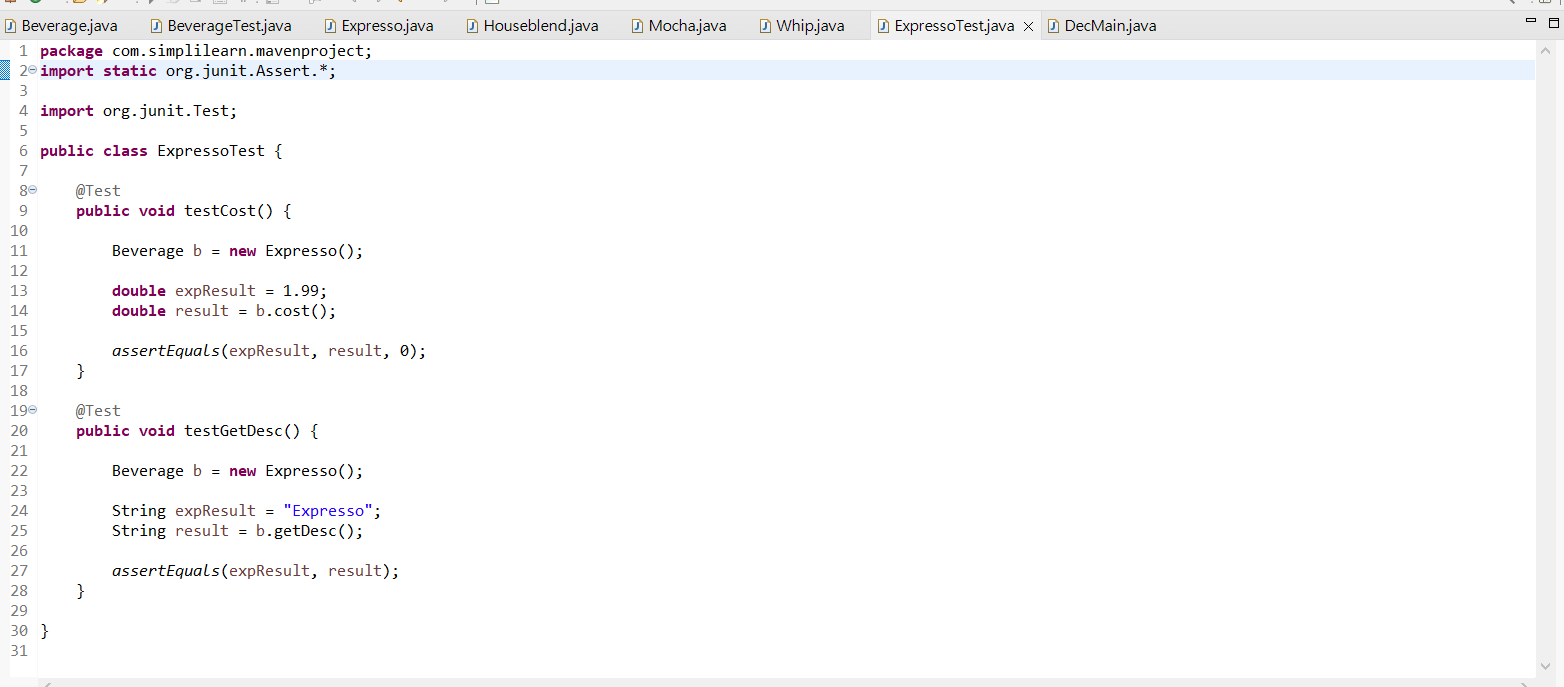 Beverage.java BeverageTest.java Expresso.java Houseblend.java Mocha.java Whip.java ExpressoTest.java DecMain.java
1 package com.simplilearn.mavenproject;
2 import static org.junit.Assert.*;
3
4 import org.junit.Test;
5
6 public class ExpressoTest {
7
8 @Test
9 public void testCost() {
10
11 Beverage b = new Expresso();
12
13 double expResult = 1.99;
14 double result = b.cost();
15
16 assertEquals(expResult, result, 0);
17 }
18
19 @Test
20 public void testGetDesc() {
21
22 Beverage b = new Expresso();
23
24 String expResult = "Expresso";
25 String result = b.getDesc();
26
27 assertEquals(expResult, result);
28 }
29
30 }
31